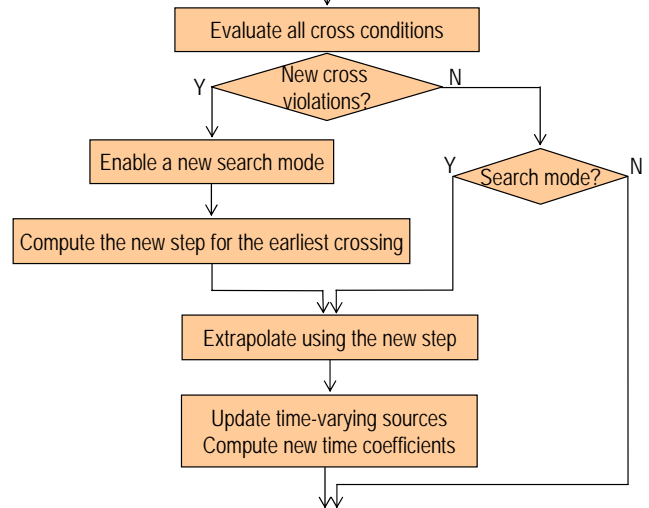 Evaluate all cross conditions
New cross
violations?
Y
N
Enable a new search mode
Search mode?
Y
N
Compute the new step for the earliest crossing
Extrapolate using the new step
Update time-varying sources
Compute new time coefficients